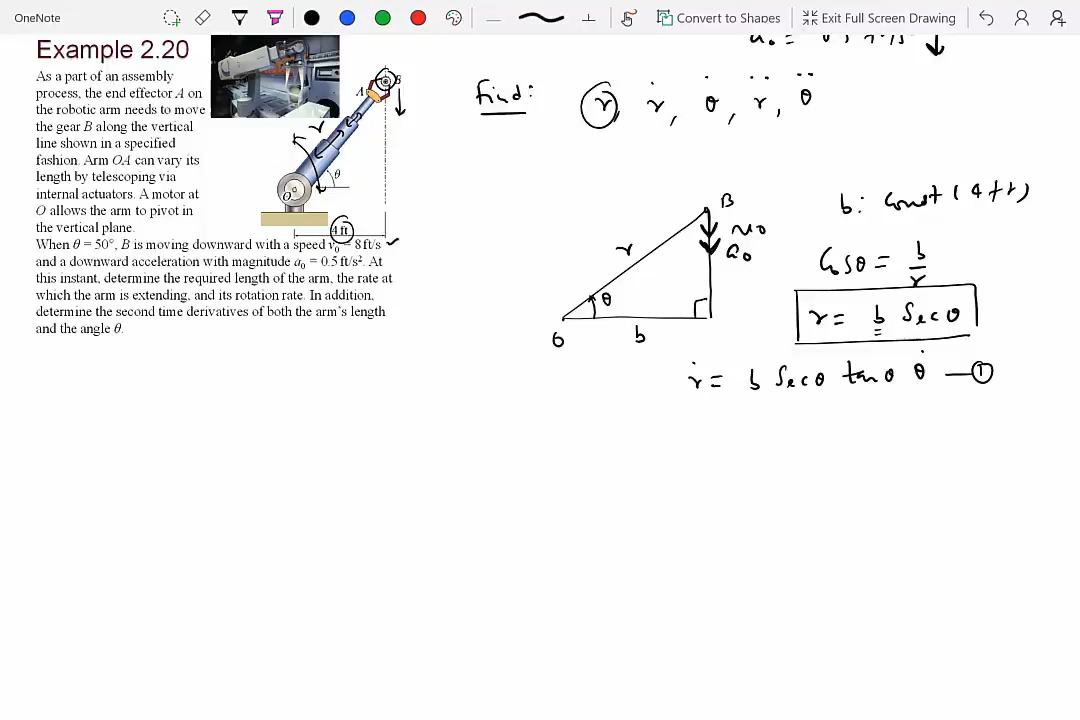 OneNote
Convert to Shapes
Exit Full Screen Drawing
Example 2.20
As a part of an assembly
process, the end effector A on
the robotic arm needs to move
the gear B along the vertical
line shown in a specified
fashion. Arm OA can vary its
length by telescoping via
internal actuators. A motor at
O allows the arm to pivot in
the vertical plane.
When θ = 50°, B is moving downward with a speed v₀ = 8 ft/s
and a downward acceleration with magnitude a₀ = 0.5 ft/s². At
this instant, determine the required length of the arm, the rate at
which the arm is extending, and its rotation rate. In addition,
determine the second time derivatives of both the arm's length
and the angle θ.
A
B
r
θ
O
4 ft
Find: r ṙ, θ̇, r̈, θ̈
B
v₀
a₀
r
θ
O
b
b: Const (4 ft)
Cosθ = b/r
r = b Secθ
ṙ = b Secθ tanθ θ̇ —①